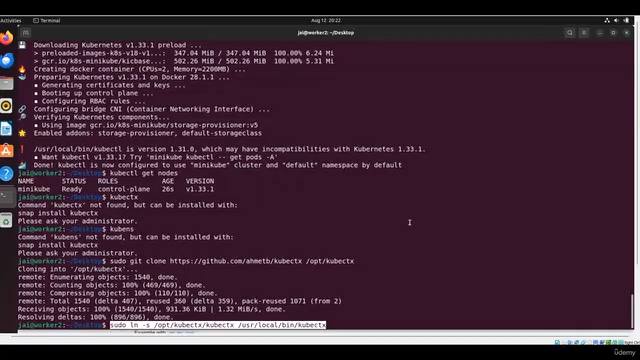 Activities
Terminal
Aug 12 20:22
jai@worker2: ~/Desktop
Downloading Kubernetes v1.33.1 preload ...
> preloaded-images-k8s-v18-v1...: 347.04 MiB / 347.04 MiB 100.00% 6.24 Mi
> gcr.io/k8s-minikube/kicbase...: 502.26 MiB / 502.26 MiB 100.00% 5.31 Mi
Creating docker container (CPUs=2, Memory=2200MB) ...
Preparing Kubernetes v1.33.1 on Docker 28.1.1 ...
▪ Generating certificates and keys ...
▪ Booting up control plane ...
▪ Configuring RBAC rules ...
Configuring bridge CNI (Container Networking Interface) ...
Verifying Kubernetes components...
▪ Using image gcr.io/k8s-minikube/storage-provisioner:v5
Enabled addons: storage-provisioner, default-storageclass
/usr/local/bin/kubectl is version 1.31.0, which may have incompatibilities with Kubernetes 1.33.1.
▪ Want kubectl v1.33.1? Try 'minikube kubectl -- get pods -A'
Done! kubectl is now configured to use "minikube" cluster and "default" namespace by default
jai@worker2:~/Desktop$ kubectl get nodes
NAME STATUS ROLES AGE VERSION
minikube Ready control-plane 26s v1.33.1
jai@worker2:~/Desktop$ kubectx
Command 'kubectx' not found, but can be installed with:
snap install kubectx
Please ask your administrator.
jai@worker2:~/Desktop$ kubens
Command 'kubens' not found, but can be installed with:
snap install kubectx
Please ask your administrator.
jai@worker2:~/Desktop$ sudo git clone https://github.com/ahmetb/kubectx /opt/kubectx
Cloning into '/opt/kubectx'...
remote: Enumerating objects: 1540, done.
remote: Counting objects: 100% (469/469), done.
remote: Compressing objects: 100% (110/110), done.
remote: Total 1540 (delta 407), reused 360 (delta 359), pack-reused 1071 (from 2)
Receiving objects: 100% (1540/1540), 931.36 KiB | 1.32 MiB/s, done.
Resolving deltas: 100% (896/896), done.
jai@worker2:~/Desktop$ sudo ln -s /opt/kubectx/kubectx /usr/local/bin/kubectx
ûdemy